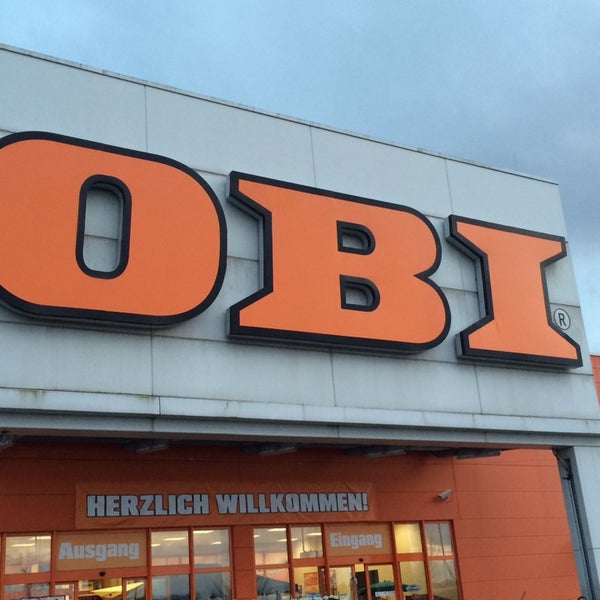 OBI®
HERZLICH WILLKOMMEN!
Ausgang
Eingang